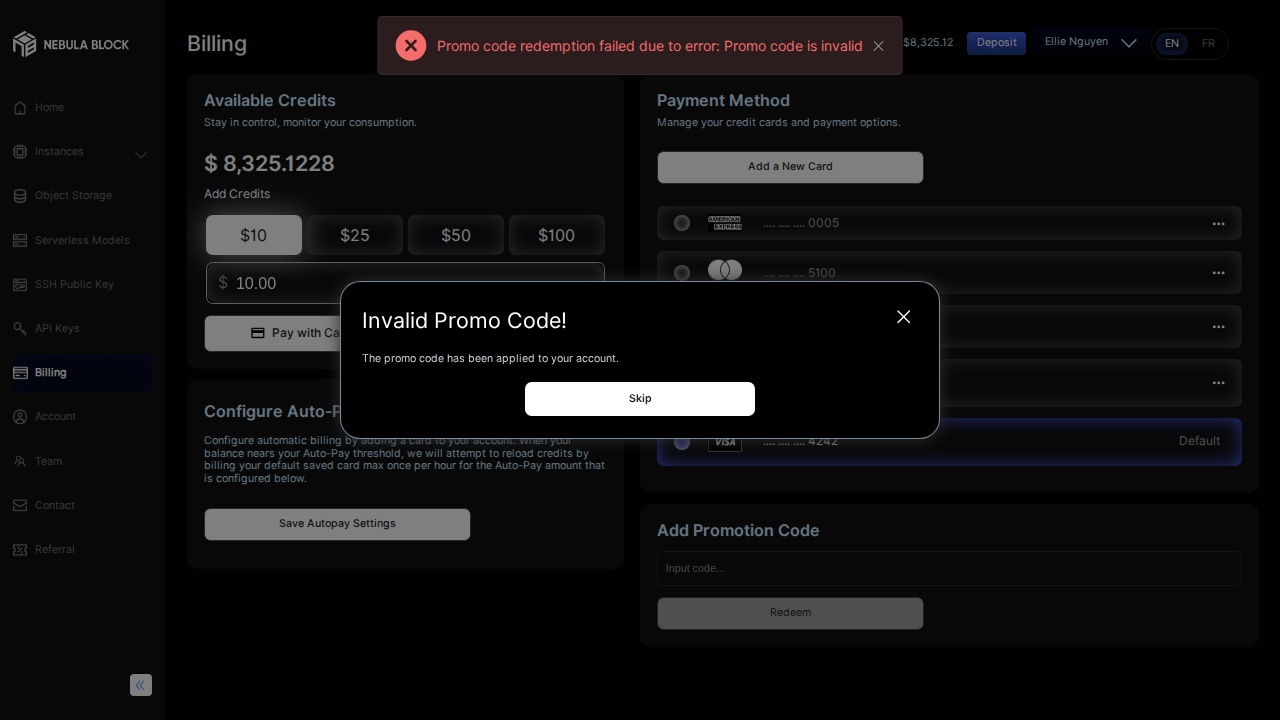 NEBULA BLOCK
Home
Instances
Object Storage
Serverless Models
SSH Public Key
API Keys
Billing
Account
Team
Contact
Referral
Billing
Promo code redemption failed due to error: Promo code is invalid
$8,325.12
Deposit
Ellie Nguyen
EN
FR
Available Credits
Stay in control, monitor your consumption.
$ 8,325.1228
Add Credits
$10
$25
$50
$100
$ 10.00
Pay with Ca
Configure Auto-P
Configure automatic billing by adding a card to your account. When your
balance nears your Auto-Pay threshold, we will attempt to reload credits by
billing your default saved card max once per hour for the Auto-Pay amount that
is configured below.
Save Autopay Settings
Payment Method
Manage your credit cards and payment options.
Add a New Card
AMERICAN EXPRESS
.... .... .... 0005
.... .... .... 5100
VISA
.... .... .... 4242
Default
Invalid Promo Code!
The promo code has been applied to your account.
Skip
Add Promotion Code
Input code...
Redeem